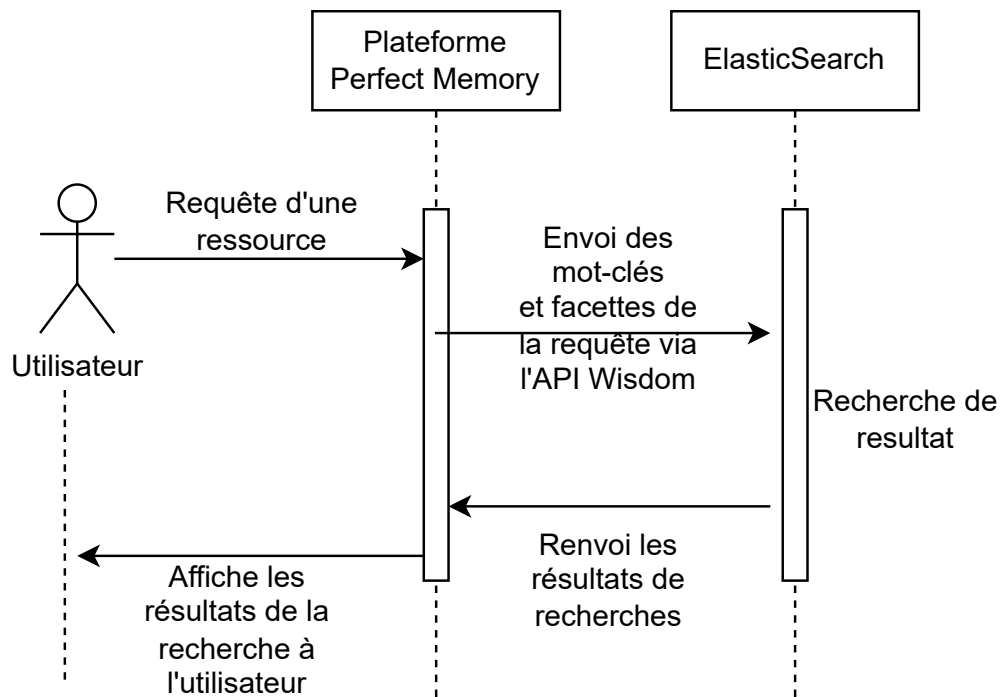 Plateforme
Perfect Memory
ElasticSearch
Requête d'une
ressource
Envoi des
mot-clés
et facettes de
la requête via
l'API Wisdom
Utilisateur
Recherche de
resultat
Renvoi les
résultats de
recherches
Affiche les
résultats de la
recherche à
l'utilisateur